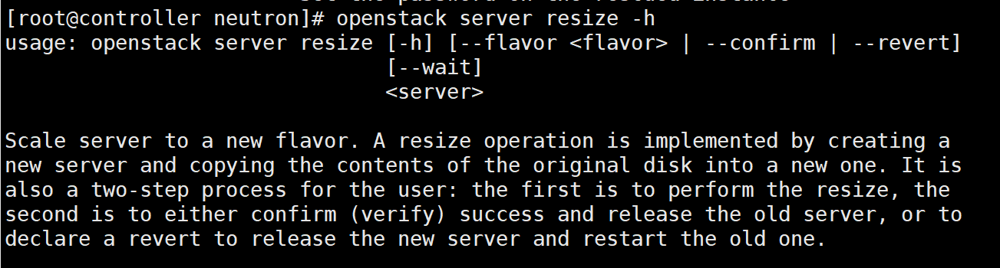 [root@controller neutron]# openstack server resize -h
usage: openstack server resize [-h] [--flavor <flavor> | --confirm | --revert]
[--wait]
<server>
Scale server to a new flavor. A resize operation is implemented by creating a
new server and copying the contents of the original disk into a new one. It is
also a two-step process for the user: the first is to perform the resize, the
second is to either confirm (verify) success and release the old server, or to
declare a revert to release the new server and restart the old one.